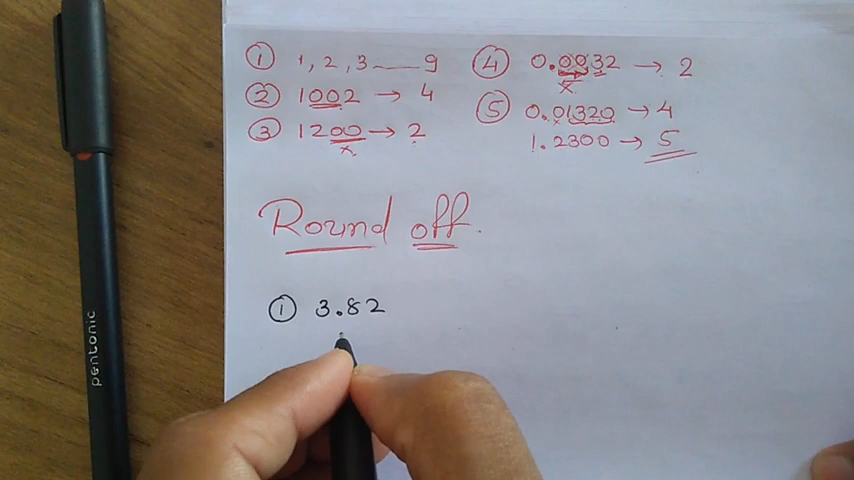 ① 1, 2, 3 ___ 9
② 1002 → 4
③ 1200 → 2
x
④ 0.0032 → 2
x
⑤ 0.01320 → 4
x
1.2300 → 5
Round off.
① 3.82
pentonic